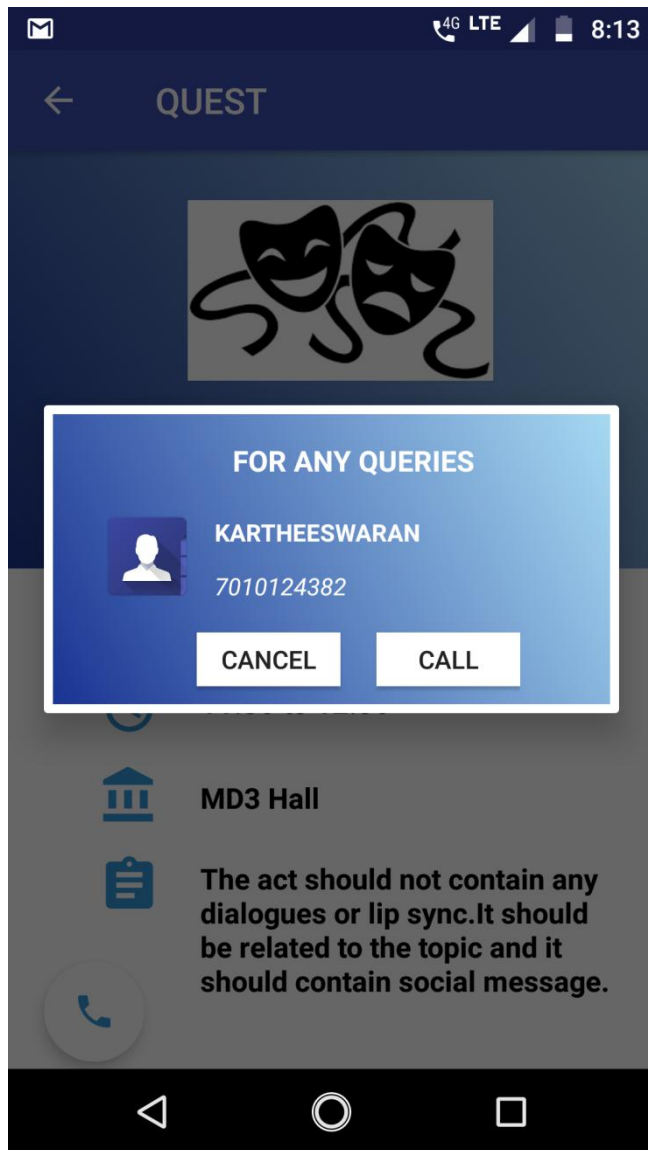 4G LTE 8:13
QUEST
FOR ANY QUERIES
KARTHEESWARAN
7010124382
CANCEL CALL
MD3 Hall
The act should not contain any
dialogues or lip sync.It should
be related to the topic and it
should contain social message.